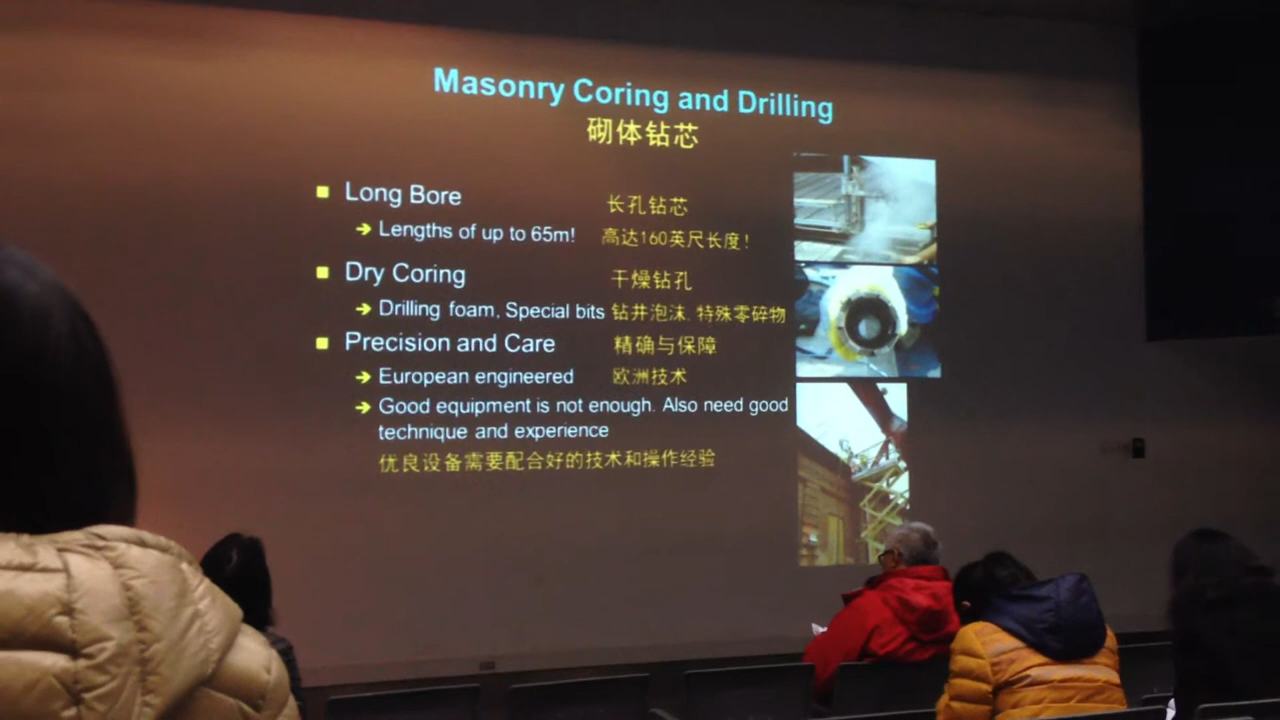 Masonry Coring and Drilling
砌体钻芯
Long Bore 长孔钻芯
Lengths of up to 65m! 高达160英尺长度!
Dry Coring 干燥钻孔
Drilling foam, Special bits 钻井泡沫, 特殊零碎物
Precision and Care 精确与保障
European engineered 欧洲技术
Good equipment is not enough. Also need good
technique and experience
优良设备需要配合好的技术和操作经验